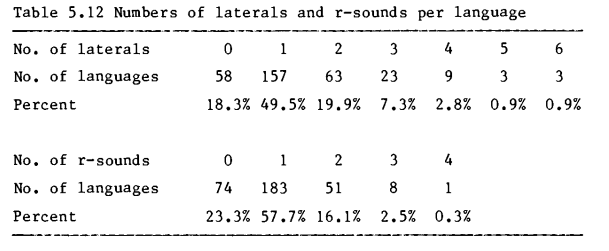 Table 5.12 Numbers of laterals and r-sounds per language
No. of laterals 0 1 2 3 4 5 6
No. of languages 58 157 63 23 9 3 3
Percent 18.3% 49.5% 19.9% 7.3% 2.8% 0.9% 0.9%
No. of r-sounds 0 1 2 3 4
No. of languages 74 183 51 8 1
Percent 23.3% 57.7% 16.1% 2.5% 0.3%